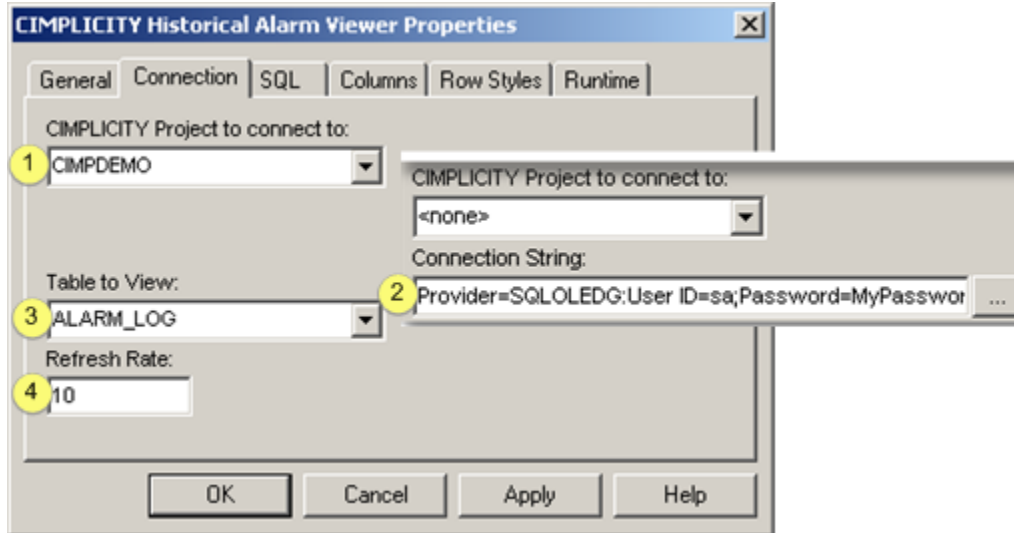 CIMPLICITY Historical Alarm Viewer Properties
General Connection SQL Columns Row Styles Runtime
CIMPLICITY Project to connect to:
1 CIMPDEMO
CIMPLICITY Project to connect to:
<none>
Connection String:
2 Provider=SQLOLEDG:User ID=sa;Password=MyPasswor ...
Table to View:
3 ALARM_LOG
Refresh Rate:
4 10
OK Cancel Apply Help